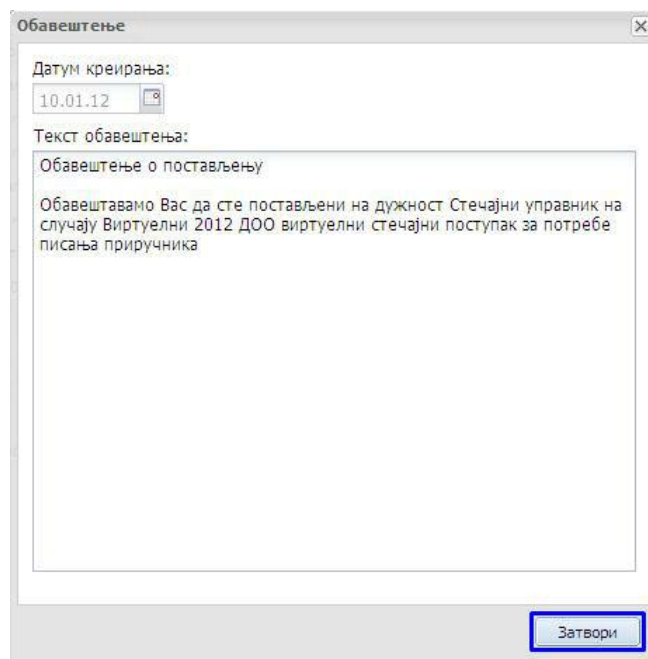 Обавештење
Датум креирања:
10.01.12
Текст обавештења:
Обавештење о постављењу
Обавештавамо Вас да сте постављени на дужност Стечајни управник на
случају Виртуелни 2012 ДОО виртуелни стечајни поступак за потребе
писања приручника
Затвори